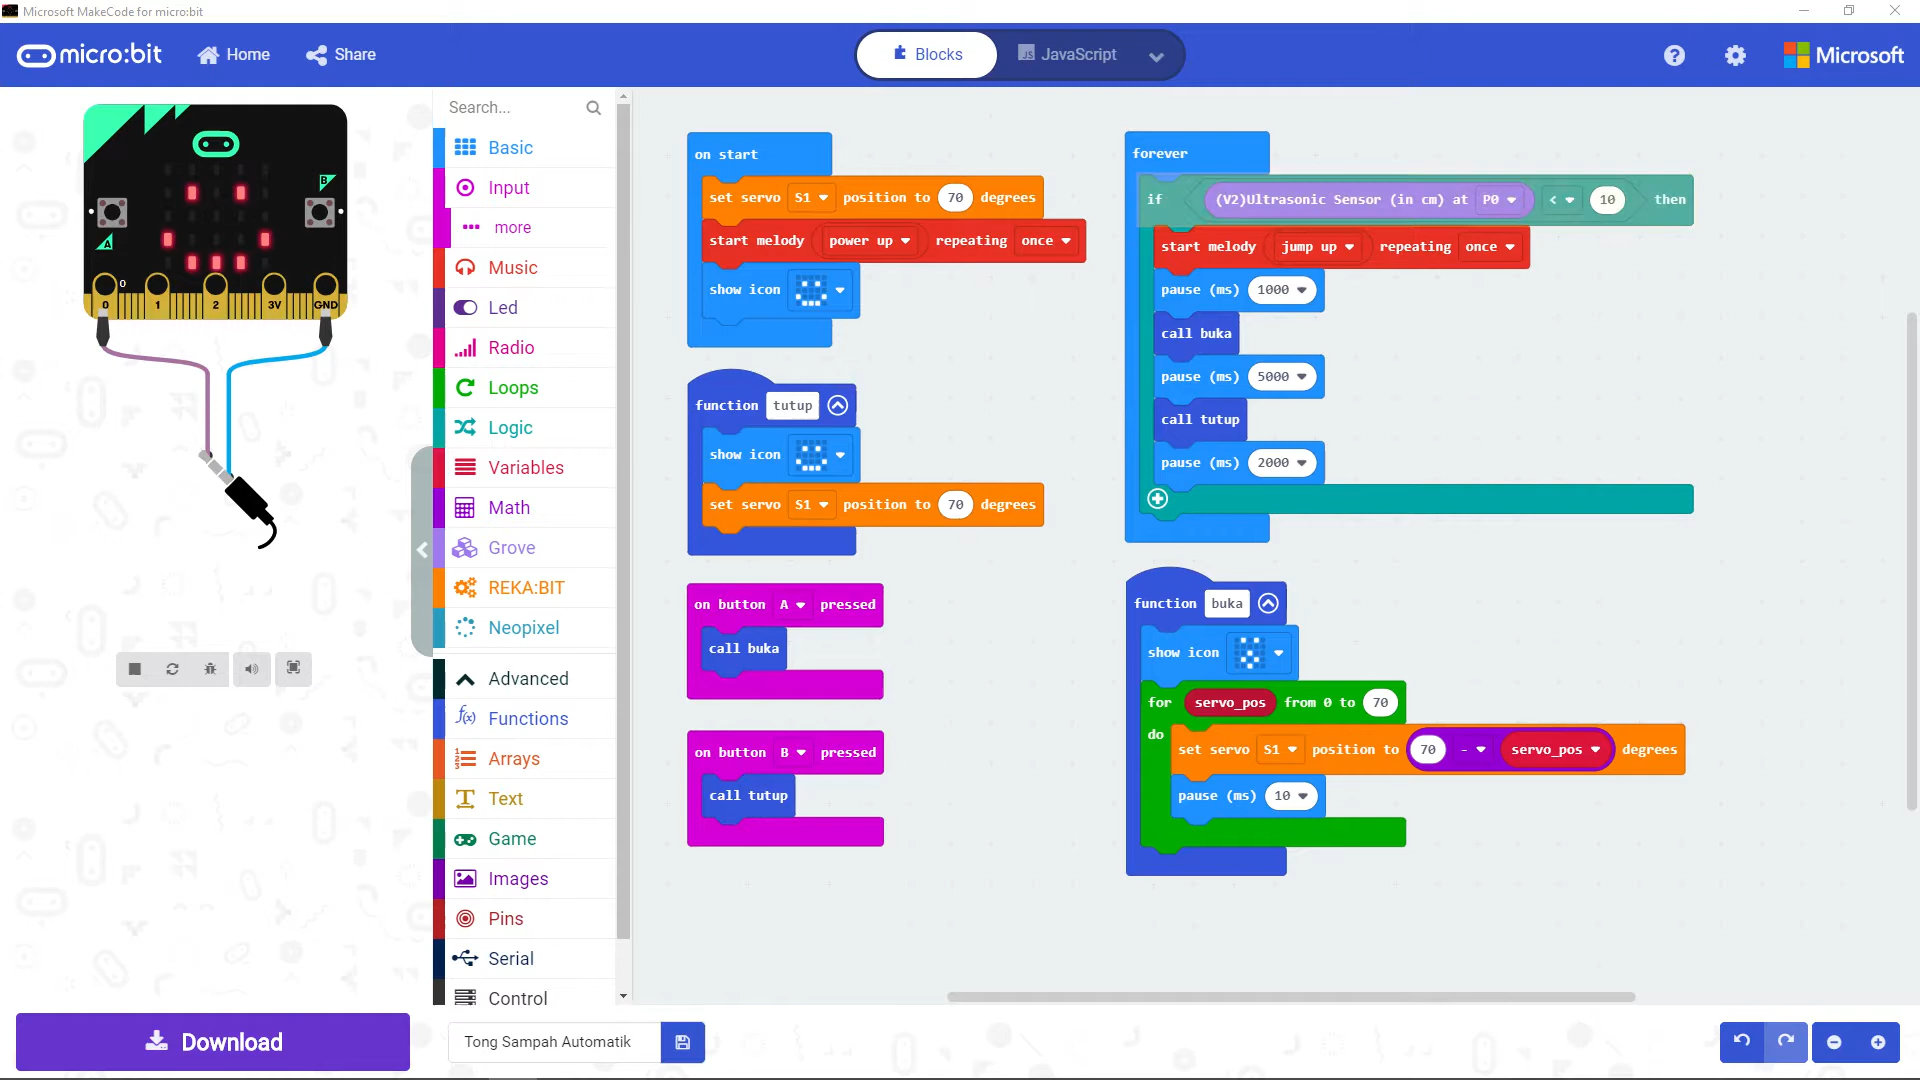 Microsoft MakeCode for micro:bit
micro:bit
Home
Share
Blocks
JavaScript
Microsoft
B
A
0
0 1 2 3V GND
Search...
Basic
Input
more
Music
Led
Radio
Loops
Logic
Variables
Math
Grove
REKA:BIT
Neopixel
Advanced
Functions
Arrays
Text
Game
Images
Pins
Serial
Control
on start
set servo S1 position to 70 degrees
start melody power up repeating once
show icon
function tutup
show icon
set servo S1 position to 70 degrees
on button A pressed
call buka
on button B pressed
call tutup
forever
if (V2)Ultrasonic Sensor (in cm) at P0 < 10 then
start melody jump up repeating once
pause (ms) 1000
call buka
pause (ms) 5000
call tutup
pause (ms) 2000
function buka
show icon
for servo_pos from 0 to 70
do
set servo S1 position to 70 - servo_pos degrees
pause (ms) 10
Download
Tong Sampah Automatik